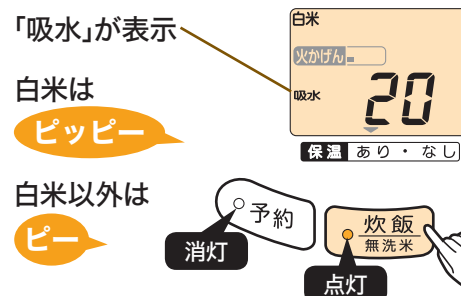 「吸水」が表示
白米
火かげん
吸水 20
保温 あり・なし
白米は
ピッピー
白米以外は
ピー
予約
消灯
炊飯
無洗米
点灯